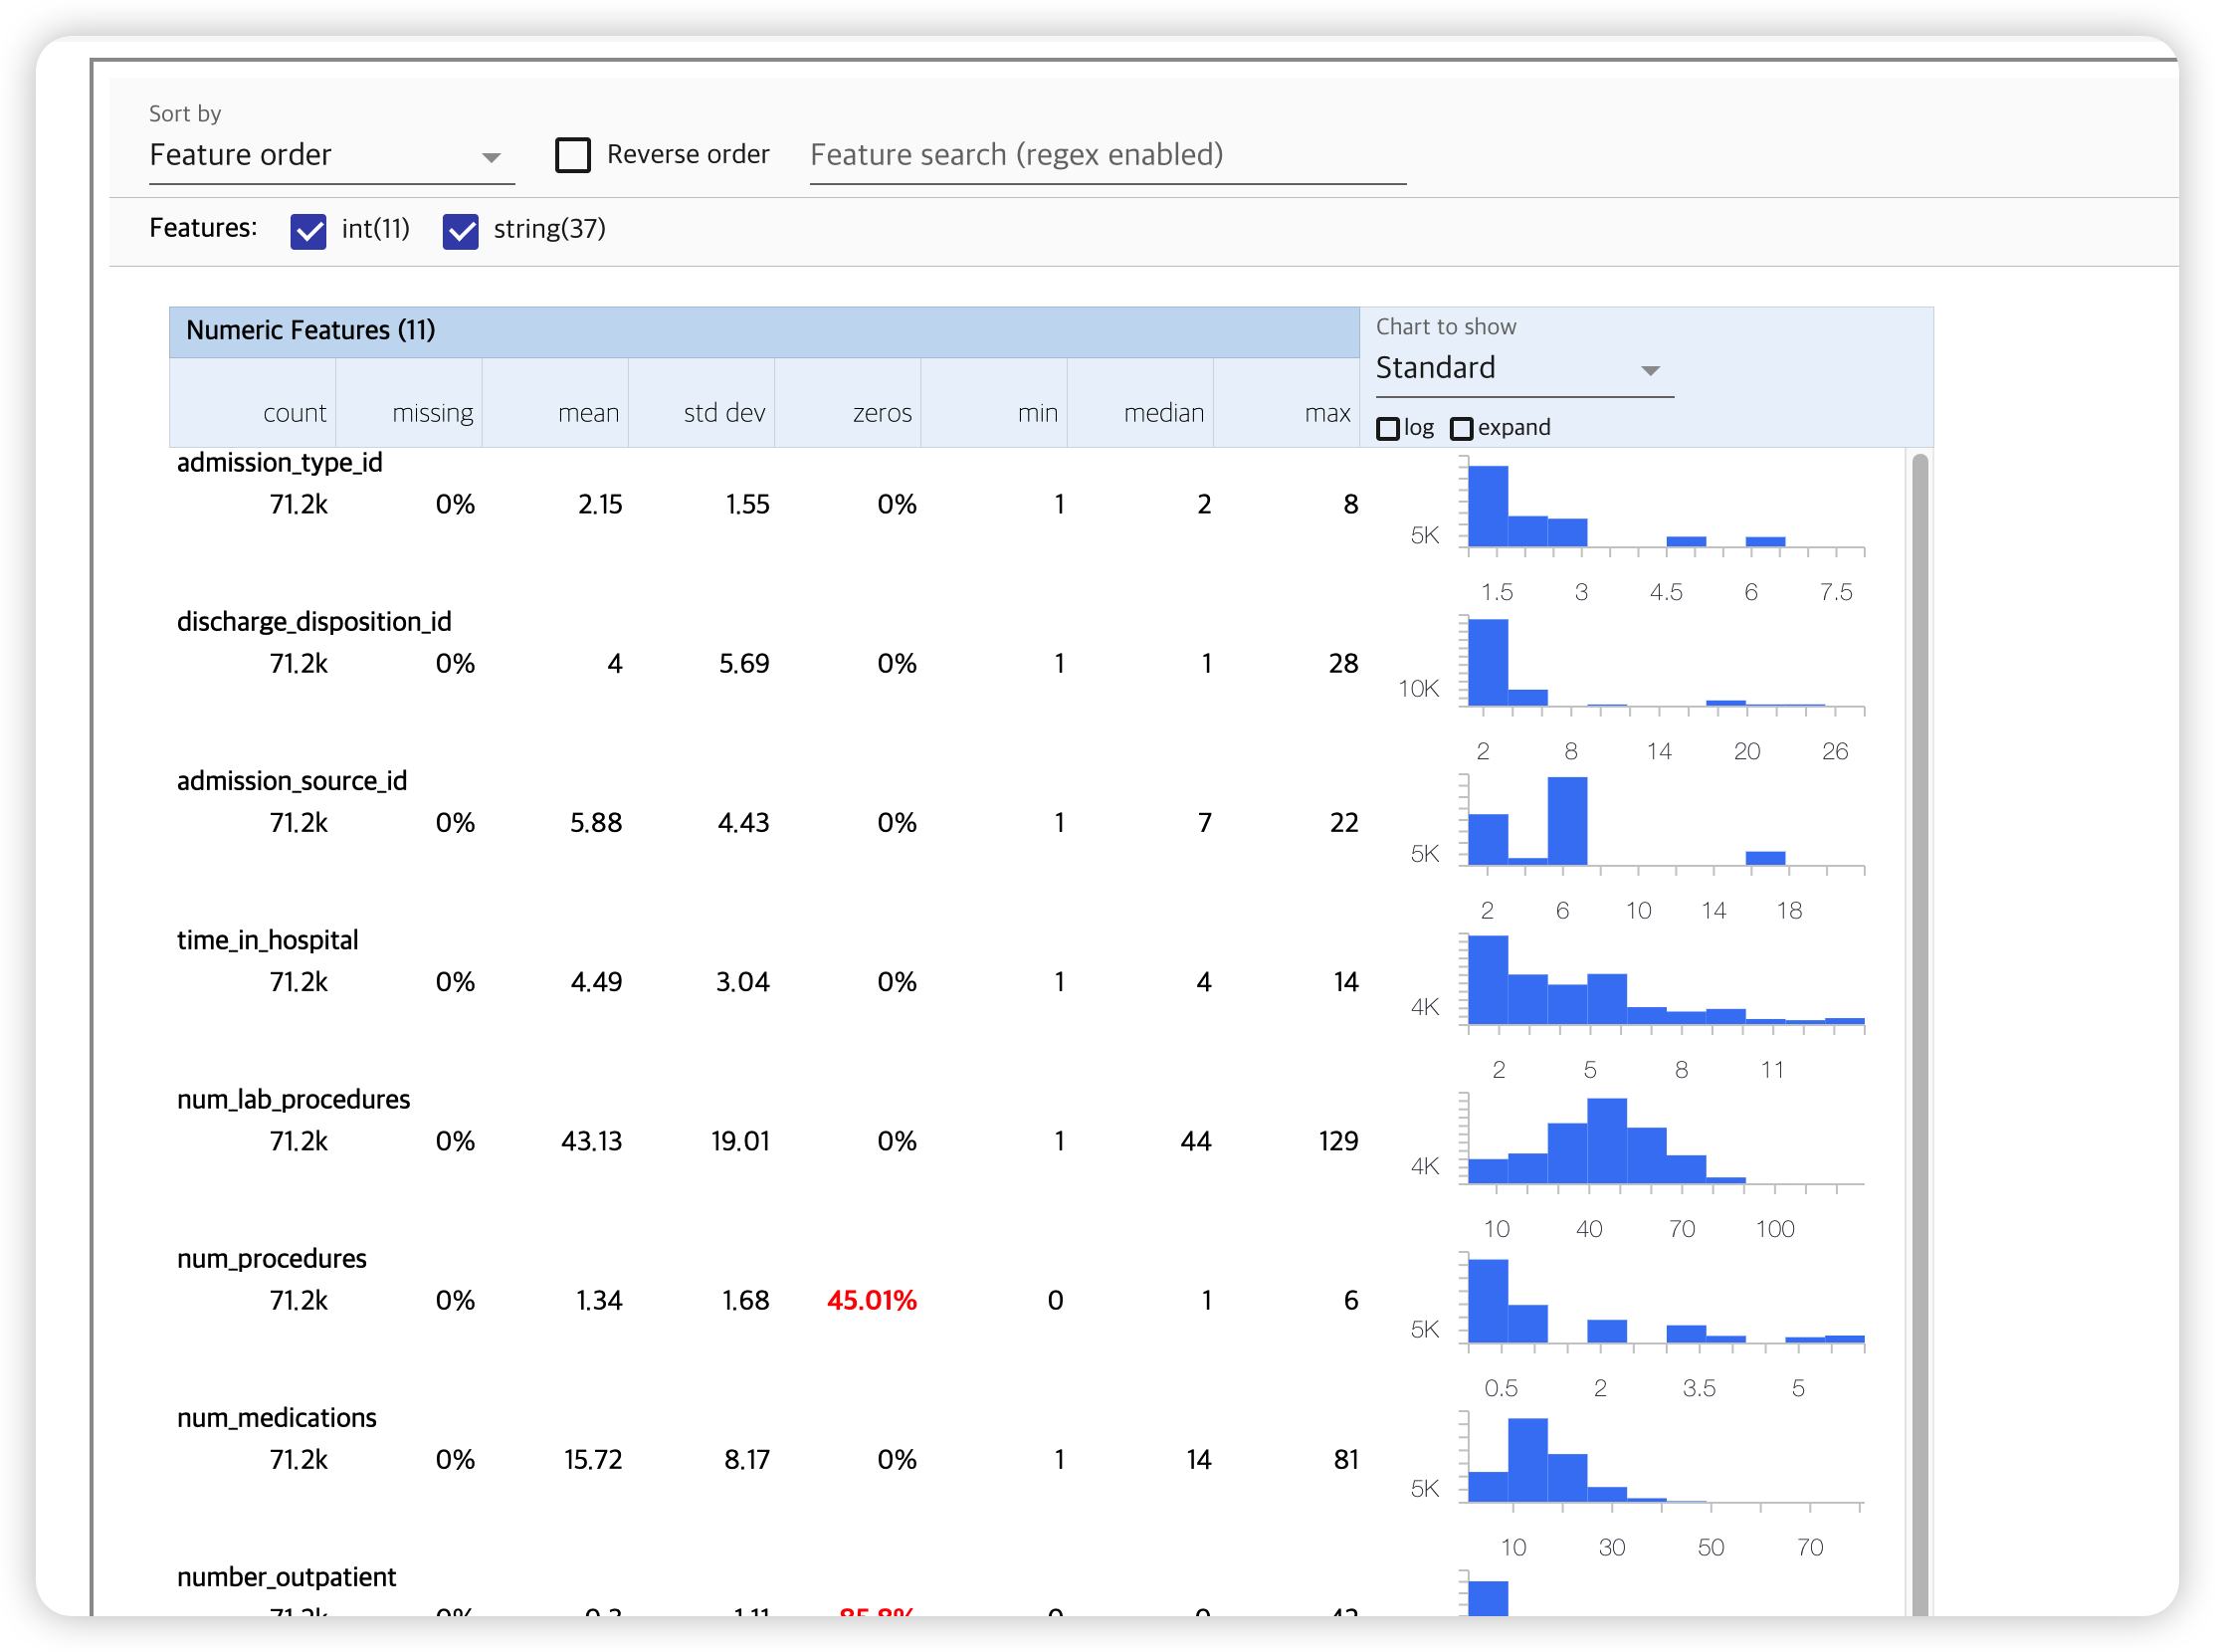 Sort by
Feature order
Reverse order
Feature search (regex enabled)
Features: int(11) string(37)
Numeric Features (11)
Chart to show
Standard
count missing mean std dev zeros min median max
log expand
admission_type_id
71.2k 0% 2.15 1.55 0% 1 2 8
5K
1.5 3 4.5 6 7.5
discharge_disposition_id
71.2k 0% 4 5.69 0% 1 1 28
10K
2 8 14 20 26
admission_source_id
71.2k 0% 5.88 4.43 0% 1 7 22
5K
2 6 10 14 18
time_in_hospital
71.2k 0% 4.49 3.04 0% 1 4 14
4K
2 5 8 11
num_lab_procedures
71.2k 0% 43.13 19.01 0% 1 44 129
4K
10 40 70 100
num_procedures
71.2k 0% 1.34 1.68 45.01% 0 1 6
5K
0.5 2 3.5 5
num_medications
71.2k 0% 15.72 8.17 0% 1 14 81
5K
10 30 50 70
number_outpatient